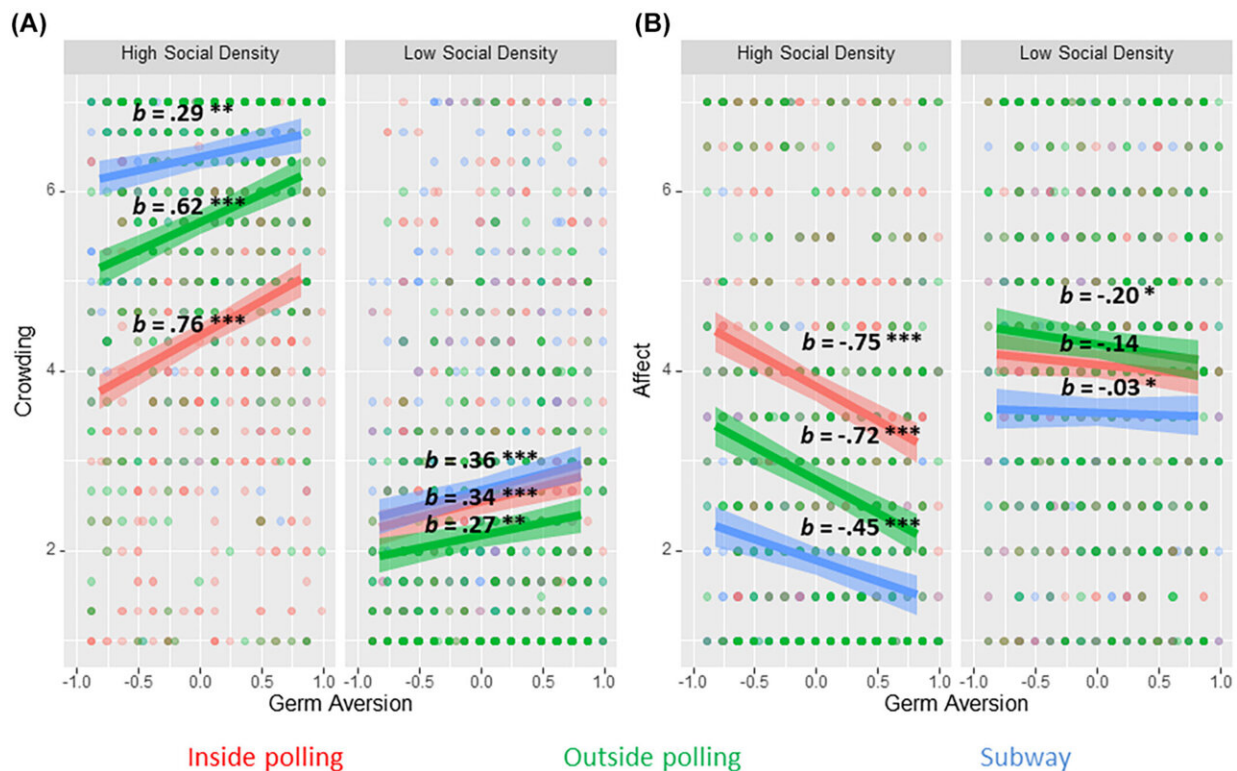 (A)
High Social Density
Low Social Density
Crowding
6
4
2
b = .29 **
b = .62 ***
b = .76 ***
b = .36 ***
b = .34 ***
b = .27 **
-1.0 -0.5 0.0 0.5 1.0
-1.0 -0.5 0.0 0.5 1.0
Germ Aversion
(B)
High Social Density
Low Social Density
Affect
6
4
2
b = -.75 ***
b = -.72 ***
b = -.45 ***
b = -.20 *
b = -.14
b = -.03 *
-1.0 -0.5 0.0 0.5 1.0
-1.0 -0.5 0.0 0.5 1.0
Germ Aversion
Inside polling
Outside polling
Subway